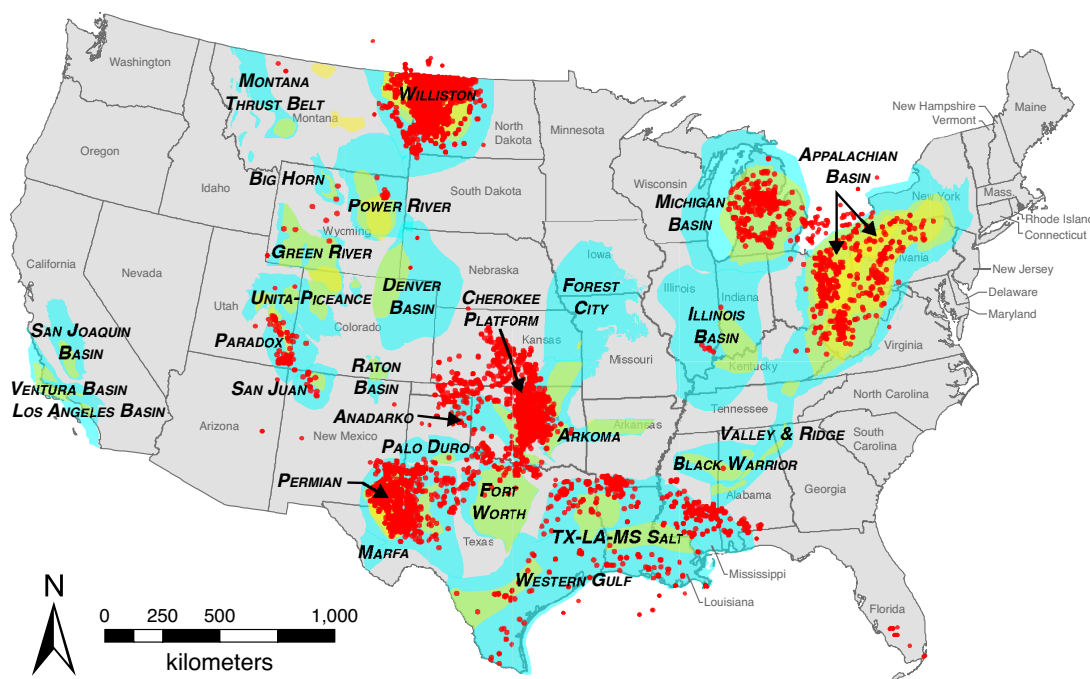 Washington
Montana
Thrust Belt
Montana
Williston
North
Dakota
Minnesota
New Hampshire
Vermont
Maine
Oregon
Idaho
Big Horn
Power River
South Dakota
Wisconsin
Michigan
Basin
Appalachian
Basin
New York
Mass.
Rhode Island
Connecticut
Wyoming
Green River
California
Nevada
Utah
Unita-Piceance
Colorado
Denver
Basin
Nebraska
Cherokee
Platform
Kansas
Iowa
Forest
City
Illinois
Indiana
Illinois
Basin
lvania
New Jersey
Delaware
Maryland
San Joaquin
Basin
Ventura Basin
Los Angeles Basin
Paradox
San Juan
Raton
Basin
Anadarko
Missouri
Kentucky
Virginia
Arizona
New Mexico
Palo Duro
Arkoma
Arkansas
Tennessee
North Carolina
South
Carolina
Valley & Ridge
Black Warrior
Alabama
Georgia
Permian
Fort
Worth
Marfa
Texas
TX-LA-MS Salt
Western Gulf
Mississippi
Louisiana
Florida
N
0 250 500 1,000
kilometers